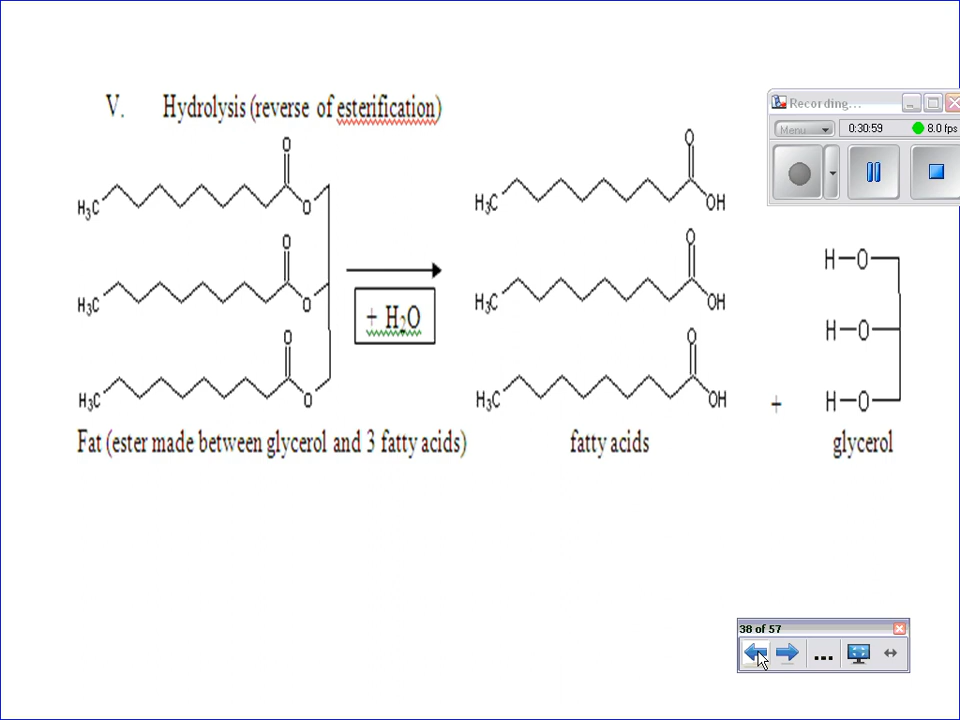 V. Hydrolysis (reverse of esterification)
Recording...
Menu
0:30:59
8.0 fps
O
H₃C
O
O
H₃C
O
O
H₃C
O
+ H₂O
O
H₃C
OH
O
H₃C
OH
O
H₃C
OH
+
H—O
H—O
H—O
Fat (ester made between glycerol and 3 fatty acids)
fatty acids
glycerol
38 of 57
...